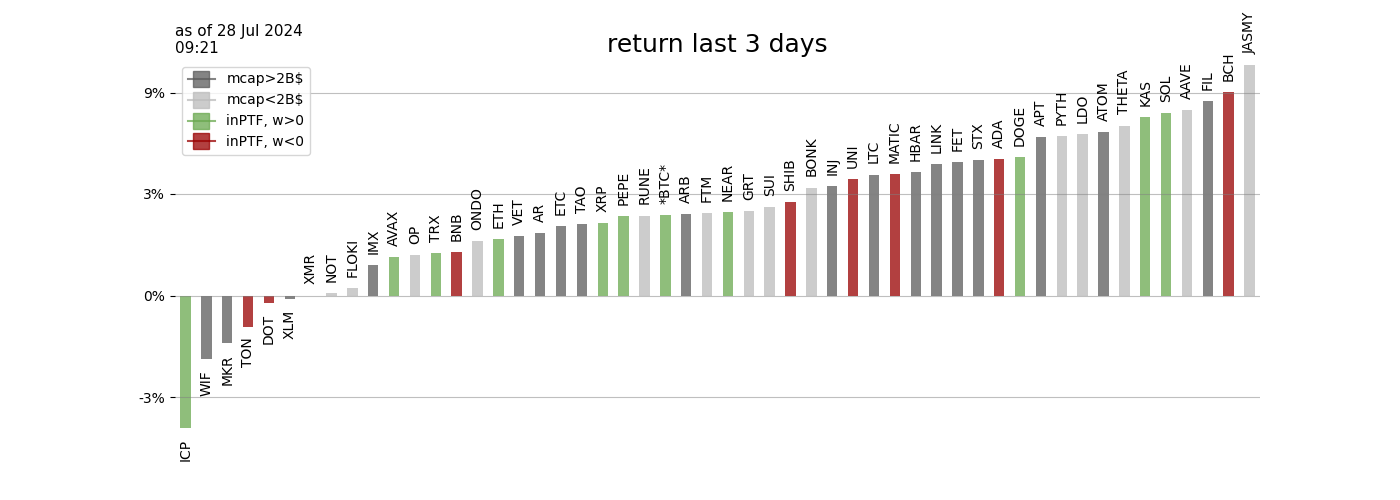 as of 28 Jul 2024
09:21
return last 3 days
mcap>2B$
mcap<2B$
inPTF, w>0
inPTF, w<0
9%
3%
0%
-3%
ICP
WIF
MKR
TON
DOT
XLM
XMR
NOT
FLOKI
IMX
AVAX
OP
TRX
BNB
ONDO
ETH
VET
AR
ETC
TAO
XRP
PEPE
RUNE
*BTC*
ARB
FTM
NEAR
GRT
SUI
SHIB
BONK
INJ
UNI
LTC
MATIC
HBAR
LINK
FET
STX
ADA
DOGE
APT
PYTH
LDO
ATOM
THETA
KAS
SOL
AAVE
FIL
BCH
JASMY